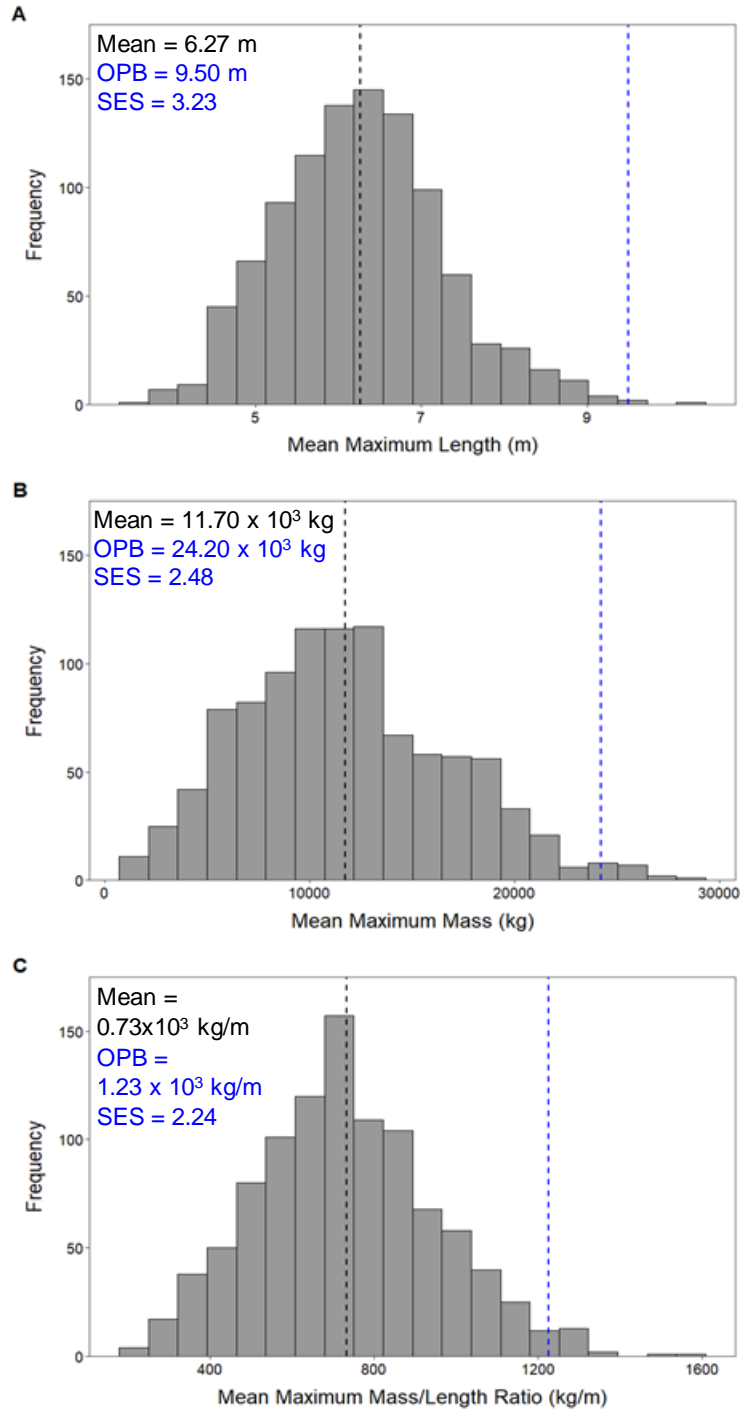 A
Mean = 6.27 m
OPB = 9.50 m
SES = 3.23
150
100
50
0
Frequency
5 7 9
Mean Maximum Length (m)
B
Mean = 11.70 x 10³ kg
OPB = 24.20 x 10³ kg
SES = 2.48
150
100
50
0
Frequency
0 10000 20000 30000
Mean Maximum Mass (kg)
C
Mean =
0.73x10³ kg/m
OPB =
1.23 x 10³ kg/m
SES = 2.24
150
100
50
0
Frequency
400 800 1200 1600
Mean Maximum Mass/Length Ratio (kg/m)